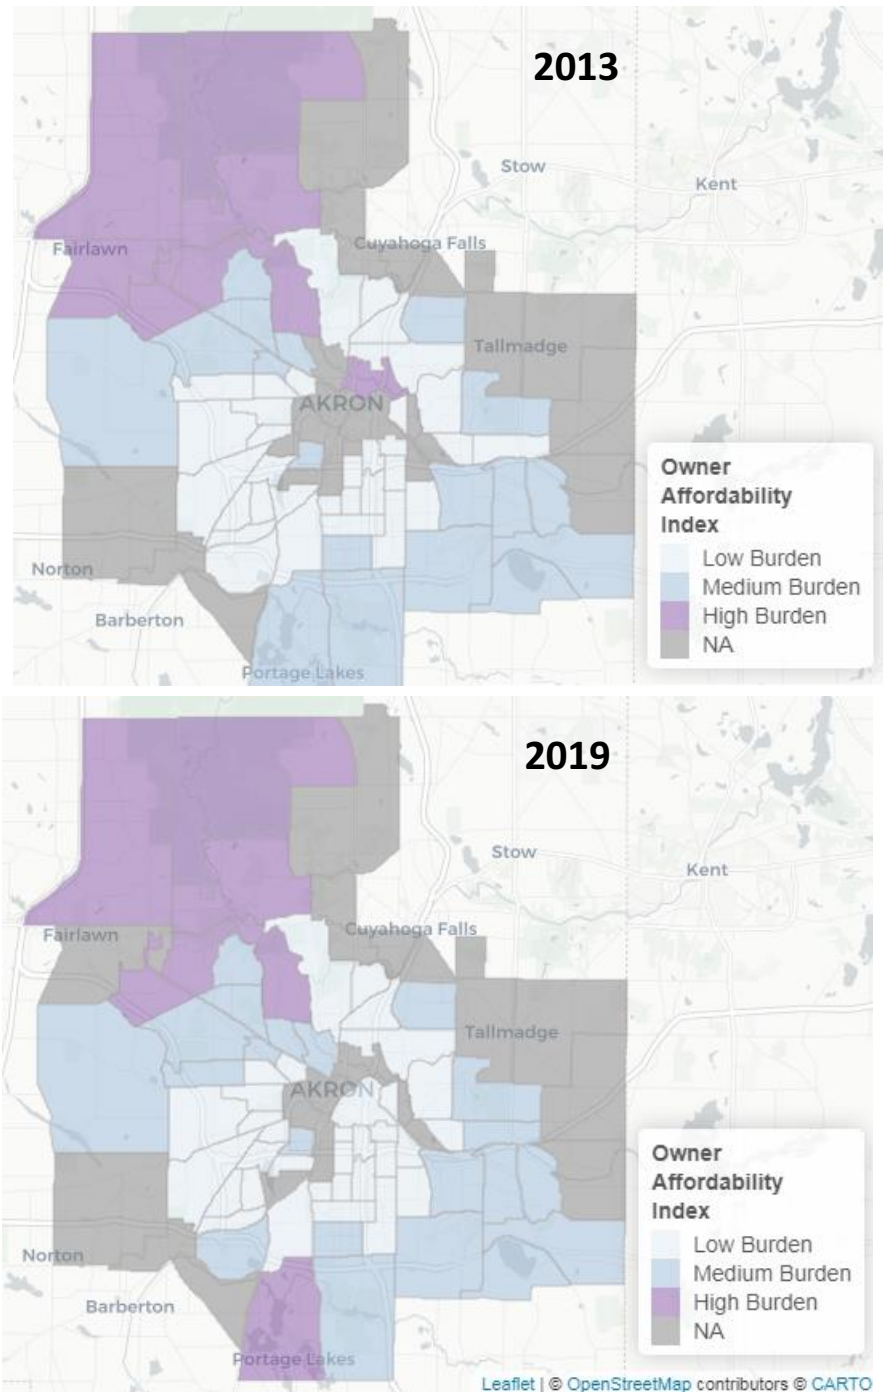 2013
Stow
Kent
Fairlawn
Cuyahoga Falls
Tallmadge
AKRON
Owner
Affordability
Index
Low Burden
Medium Burden
High Burden
NA
Norton
Barberton
Portage Lakes
2019
Stow
Kent
Fairlawn
Cuyahoga Falls
Tallmadge
AKRON
Owner
Affordability
Index
Low Burden
Medium Burden
High Burden
NA
Norton
Barberton
Portage Lakes
Leaflet | © OpenStreetMap contributors © CARTO